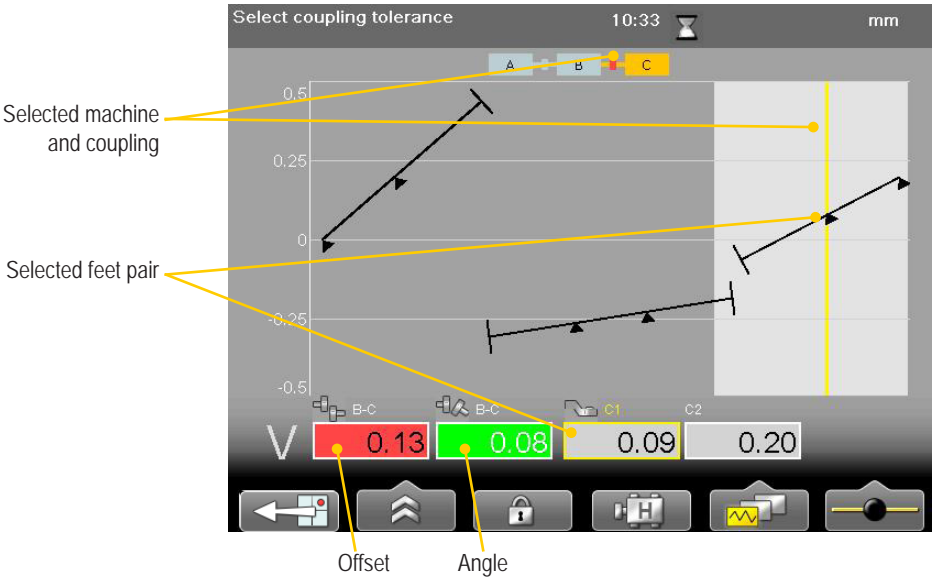 Select coupling tolerance 10:33 mm
A B C
Selected machine
and coupling
0.5
0.25
0
Selected feet pair
-0.25
-0.5
B-C B-C C1 C2
V 0.13 0.08 0.09 0.20
H
Offset Angle